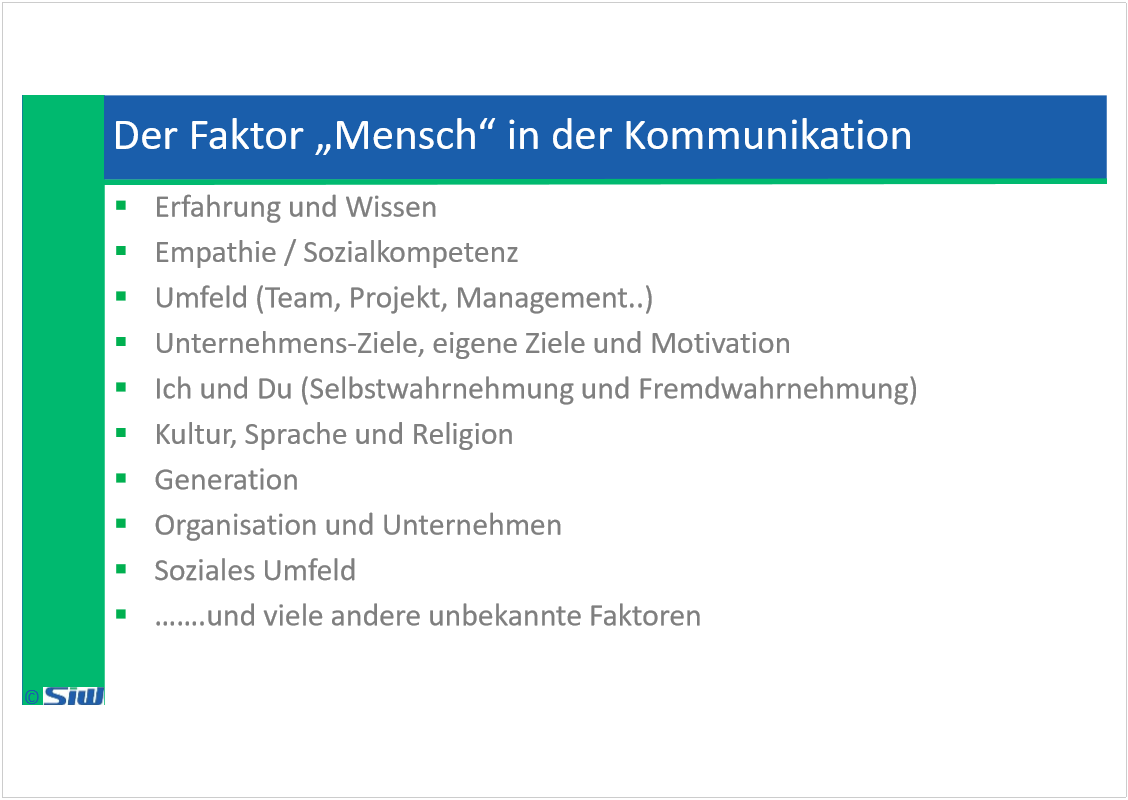 Der Faktor „Mensch“ in der Kommunikation
▪ Erfahrung und Wissen
▪ Empathie / Sozialkompetenz
▪ Umfeld (Team, Projekt, Management..)
▪ Unternehmens-Ziele, eigene Ziele und Motivation
▪ Ich und Du (Selbstwahrnehmung und Fremdwahrnehmung)
▪ Kultur, Sprache und Religion
▪ Generation
▪ Organisation und Unternehmen
▪ Soziales Umfeld
▪ …….und viele andere unbekannte Faktoren
© SiW